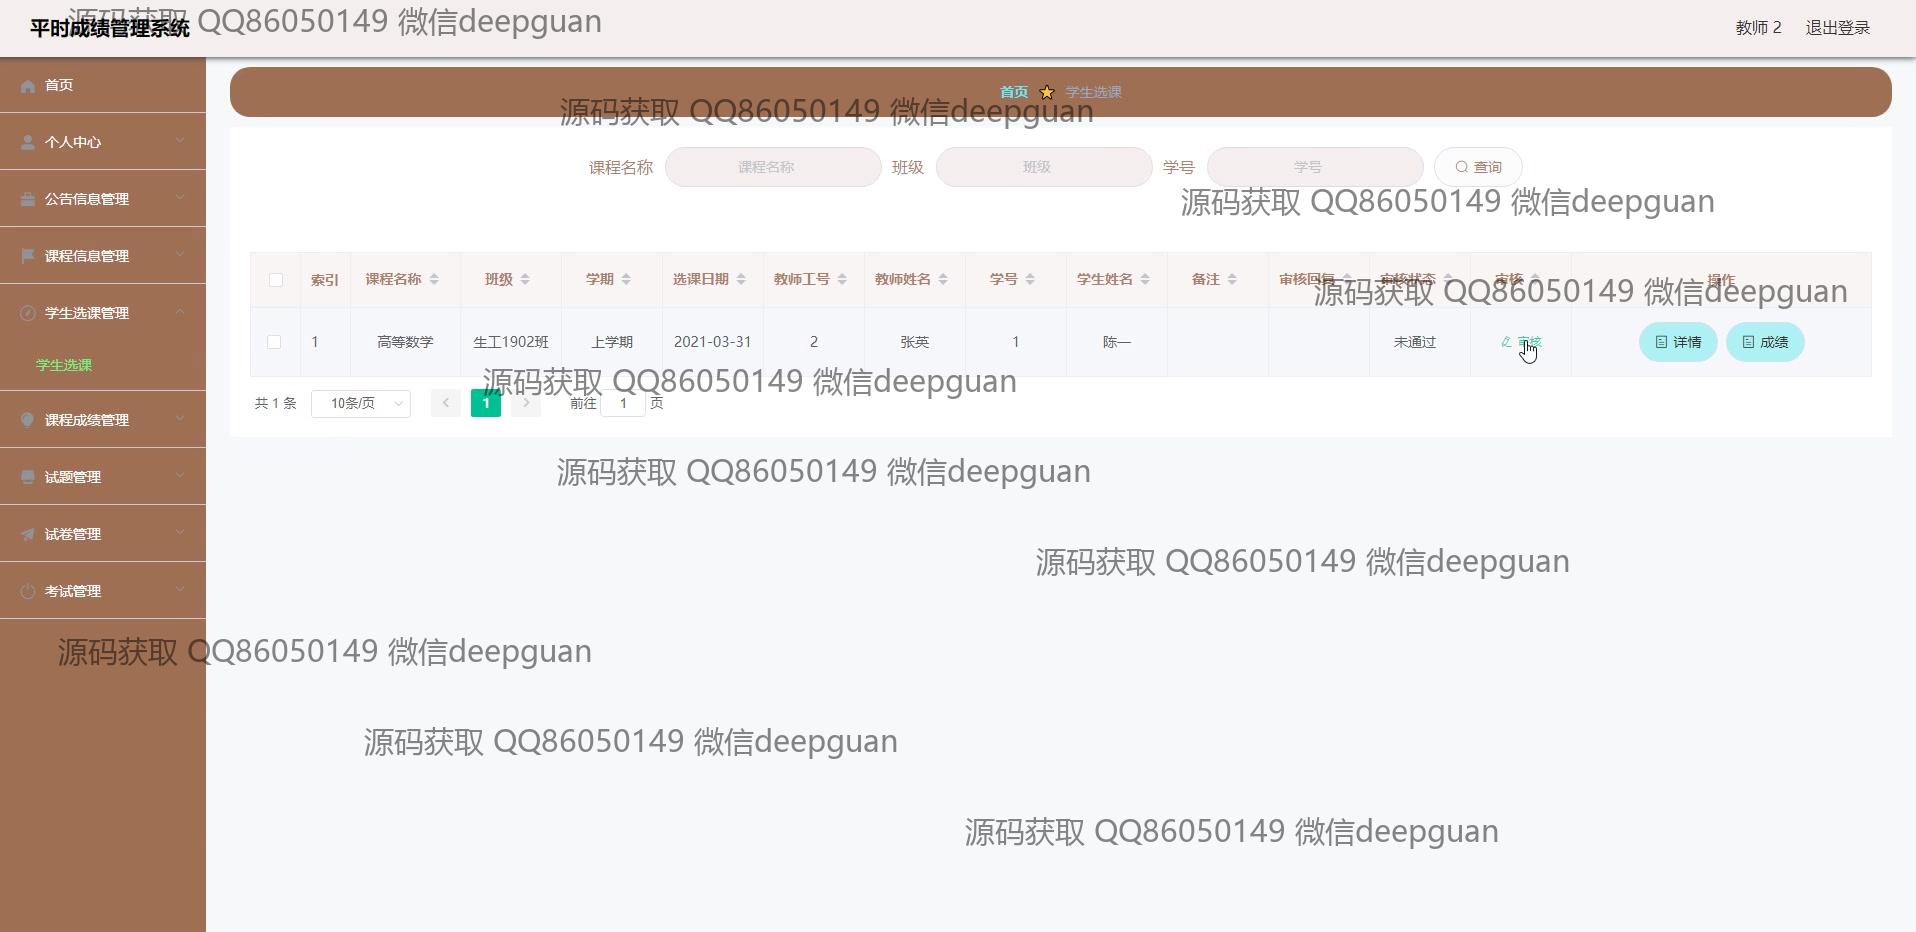 平时成绩管理系统
源码获取 QQ86050149 微信deepguan
教师 2 退出登录
首页
个人中心
公告信息管理
课程信息管理
学生选课管理
学生选课
课程成绩管理
试题管理
试卷管理
考试管理
首页 学生选课
源码获取 QQ86050149 微信deepguan
课程名称 课程名称 班级 班级 学号 学号 查询
源码获取 QQ86050149 微信deepguan
索引 课程名称 班级 学期 选课日期 教师工号 教师姓名 学号 学生姓名 备注 审核回复 审核状态 审核 操作
源码获取 QQ86050149 微信deepguan
1 高等数学 生工1902班 上学期 2021-03-31 2 张英 1 陈一 未通过 审核 详情 成绩
源码获取 QQ86050149 微信deepguan
共 1 条 10条/页 1 前往 1 页
源码获取 QQ86050149 微信deepguan
源码获取 QQ86050149 微信deepguan
源码获取 QQ86050149 微信deepguan
源码获取 QQ86050149 微信deepguan
源码获取 QQ86050149 微信deepguan